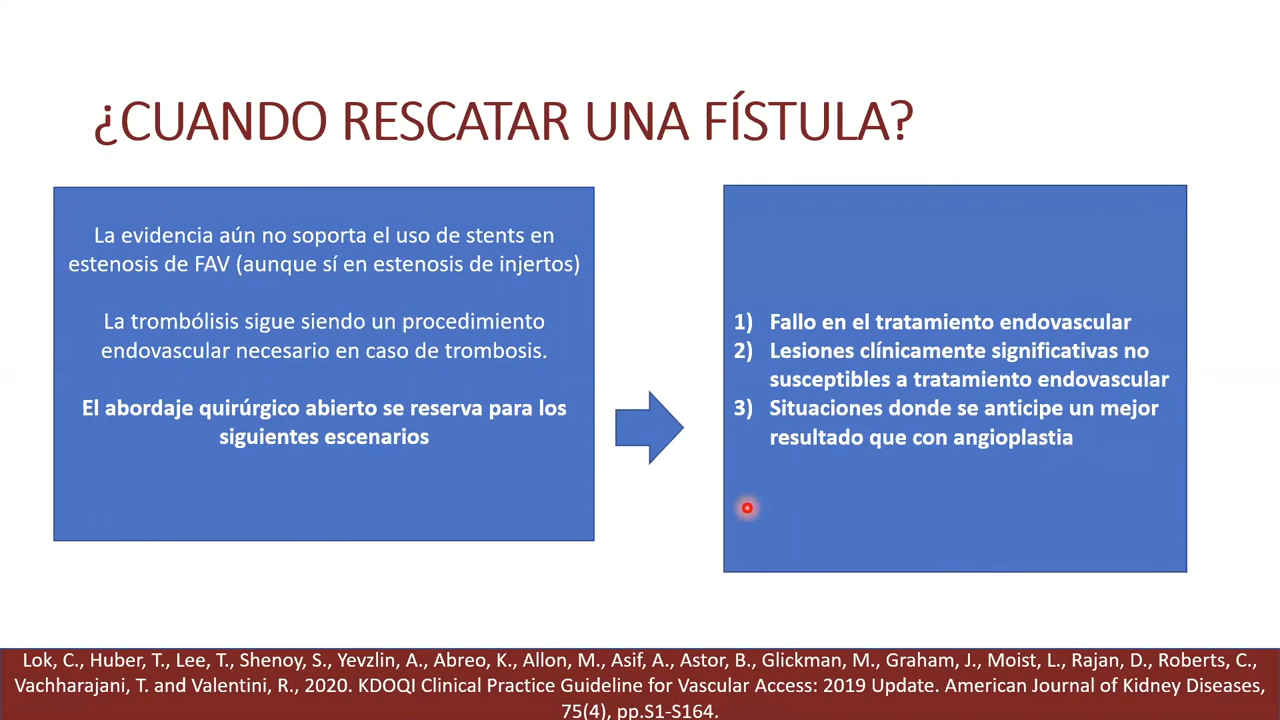 ¿CUANDO RESCATAR UNA FÍSTULA?
La evidencia aún no soporta el uso de stents en
estenosis de FAV (aunque sí en estenosis de injertos)
La trombólisis sigue siendo un procedimiento
endovascular necesario en caso de trombosis.
El abordaje quirúrgico abierto se reserva para los
siguientes escenarios
1) Fallo en el tratamiento endovascular
2) Lesiones clínicamente significativas no
susceptibles a tratamiento endovascular
3) Situaciones donde se anticipe un mejor
resultado que con angioplastia
Lok, C., Huber, T., Lee, T., Shenoy, S., Yevzlin, A., Abreo, K., Allon, M., Asif, A., Astor, B., Glickman, M., Graham, J., Moist, L., Rajan, D., Roberts, C.,
Vachharajani, T. and Valentini, R., 2020. KDOQI Clinical Practice Guideline for Vascular Access: 2019 Update. American Journal of Kidney Diseases,
75(4), pp.S1-S164.